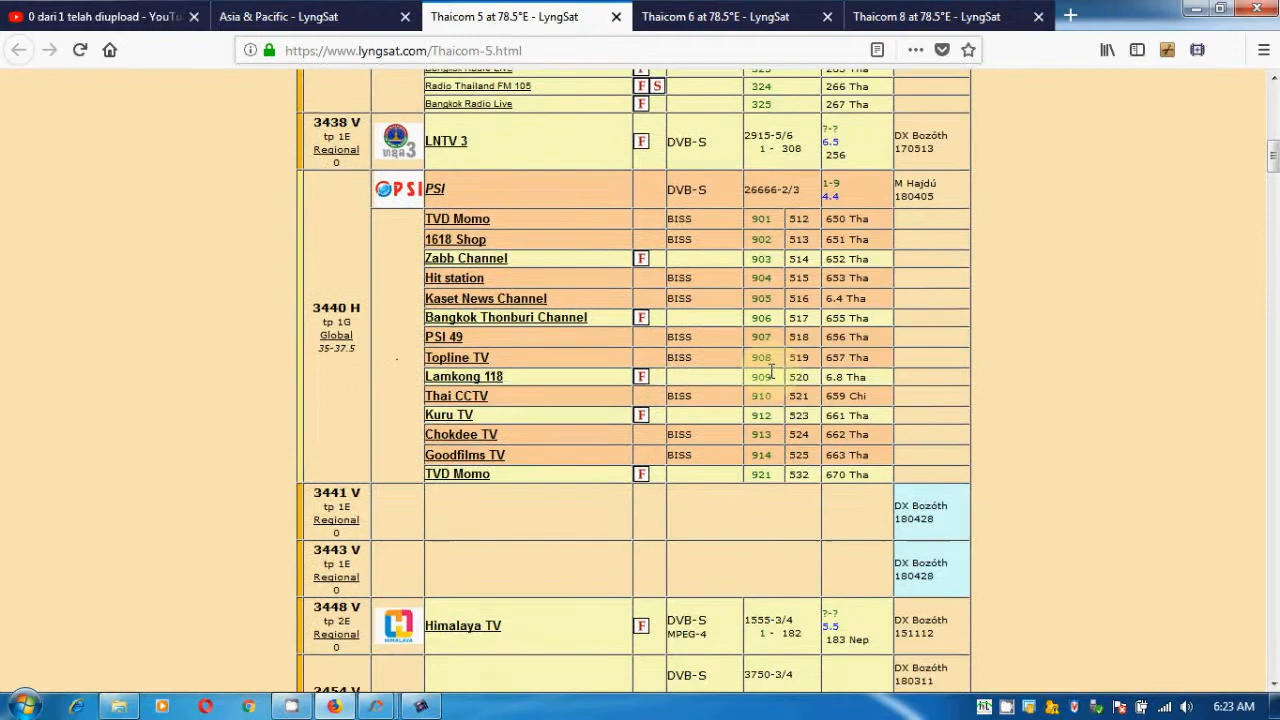 0 dari 1 telah diupload - YouTu
Asia & Pacific - LyngSat
Thaicom 5 at 78.5°E - LyngSat
Thaicom 6 at 78.5°E - LyngSat
Thaicom 8 at 78.5°E - LyngSat
https://www.lyngsat.com/Thaicom-5.html
Radio Thailand FM 105 F S 324 266 Tha
Bangkok Radio Live F 325 267 Tha
3438 V
tp 1E
Regional
0
ທຊລ3
LNTV 3 F DVB-S
2915-5/6
1 - 308
?-?
6.5
256
DX Bozóth
170513
3440 H
tp 1G
Global
35-37.5
PSI
PSI DVB-S 26666-2/3
1-9
4.4
M Hajdú
180405
TVD Momo BISS 901 512 650 Tha
1618 Shop BISS 902 513 651 Tha
Zabb Channel F 903 514 652 Tha
Hit station BISS 904 515 653 Tha
Kaset News Channel BISS 905 516 6.4 Tha
Bangkok Thonburi Channel F 906 517 655 Tha
PSI 49 BISS 907 518 656 Tha
Topline TV BISS 908 519 657 Tha
Lamkong 118 F 909 520 6.8 Tha
Thai CCTV BISS 910 521 659 Chi
Kuru TV F 912 523 661 Tha
Chokdee TV BISS 913 524 662 Tha
Goodfilms TV BISS 914 525 663 Tha
TVD Momo F 921 532 670 Tha
3441 V
tp 1E
Regional
0
DX Bozóth
180428
3443 V
tp 1E
Regional
0
DX Bozóth
180428
3448 V
tp 2E
Regional
0
HIMALAYA
Himalaya TV F
DVB-S
MPEG-4
1555-3/4
1 - 182
?-?
5.5
183 Nep
DX Bozóth
151112
3454 V
DVB-S 3750-3/4
DX Bozóth
180311
6:23 AM